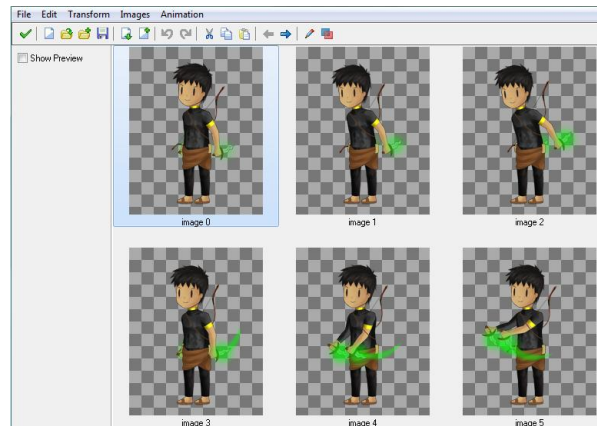 File Edit Transform Images Animation
Show Preview
image 0
image 1
image 2
image 3
image 4
image 5